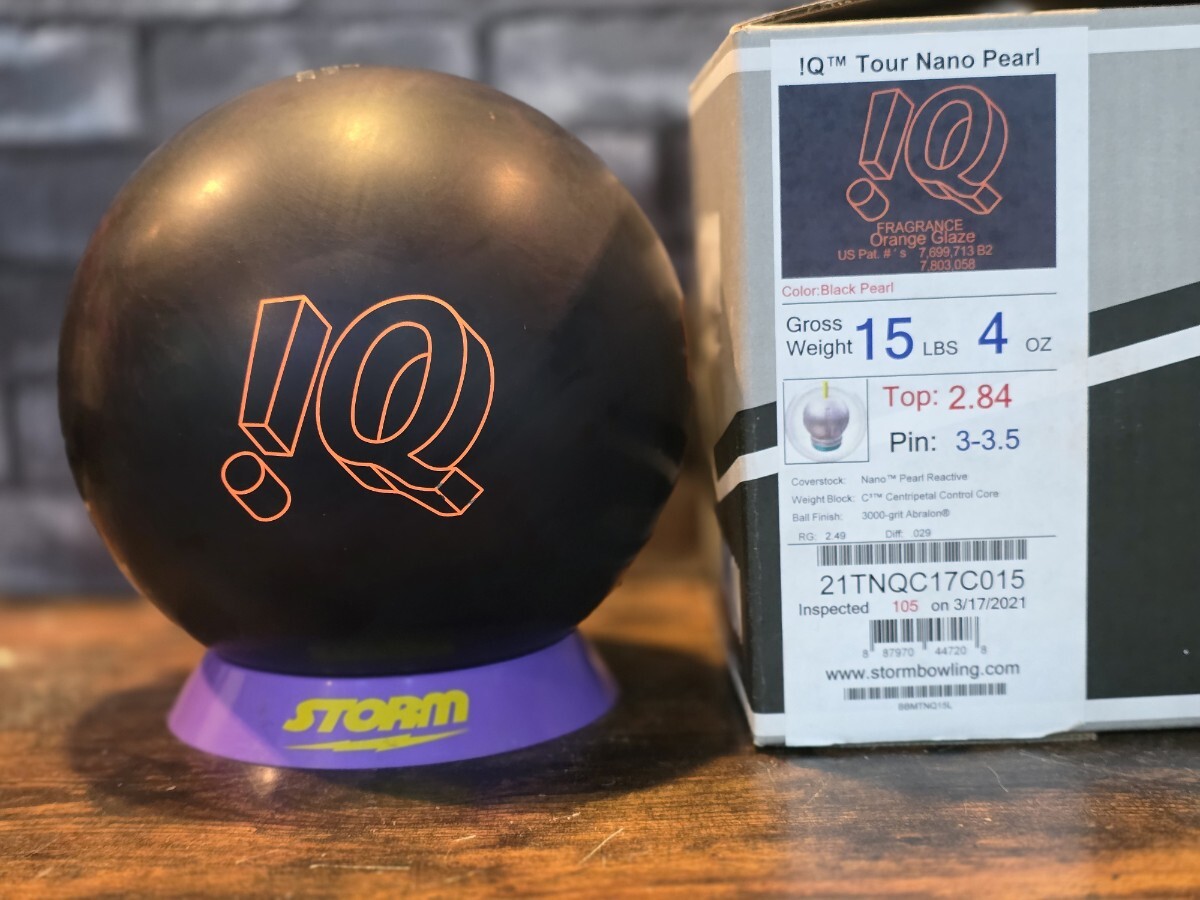 !Q
STORM
!Q™ Tour Nano Pearl
!Q
FRAGRANCE
Orange Glaze
US Pat. # ' s 7,699,713 B2
7,803,058
Color:Black Pearl
Gross Weight 15 LBS 4 OZ
Top: 2.84
Pin: 3-3.5
Coverstock: Nano™ Pearl Reactive
Weight Block: C³™ Centripetal Control Core
Ball Finish: 3000-grit Abralon®
RG: 2.49 Diff: .029
21TNQC17C015
Inspected 105 on 3/17/2021
8 87970 44720 8
www.stormbowling.com
BBMTNQ15L